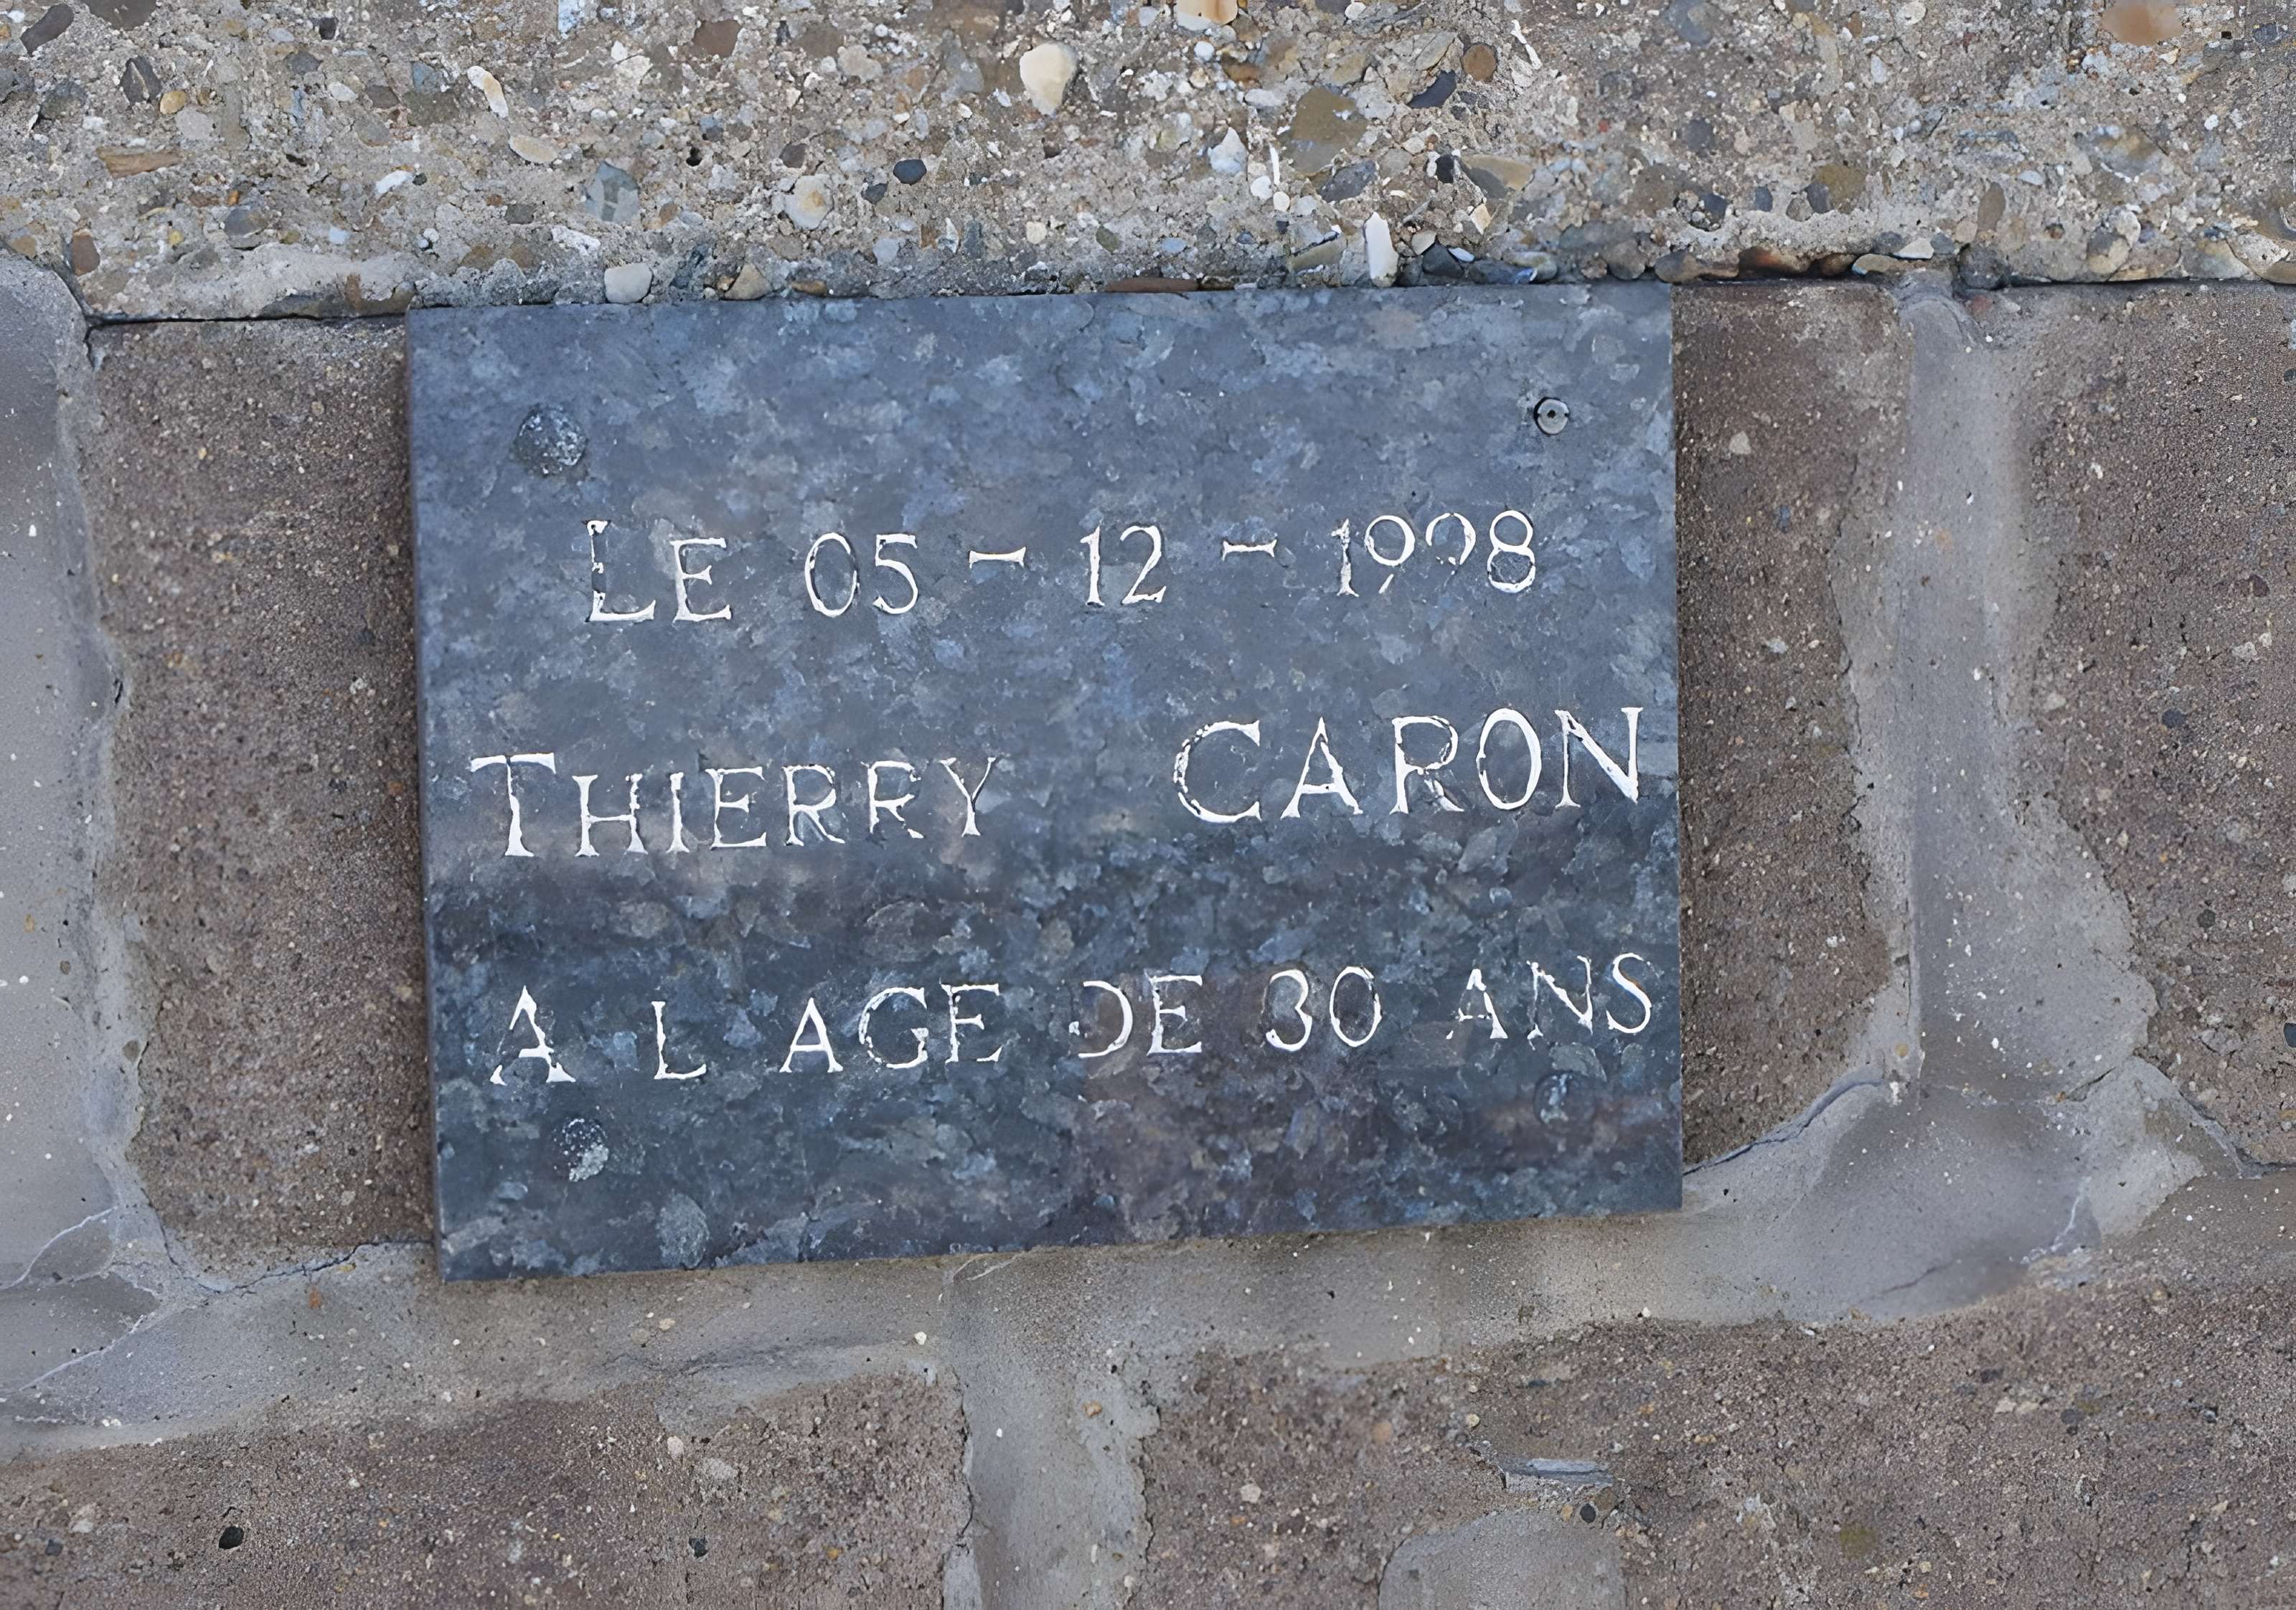 LE 05 - 12 - 1998
THIERRY CARON
A L AGE DE 30 ANS